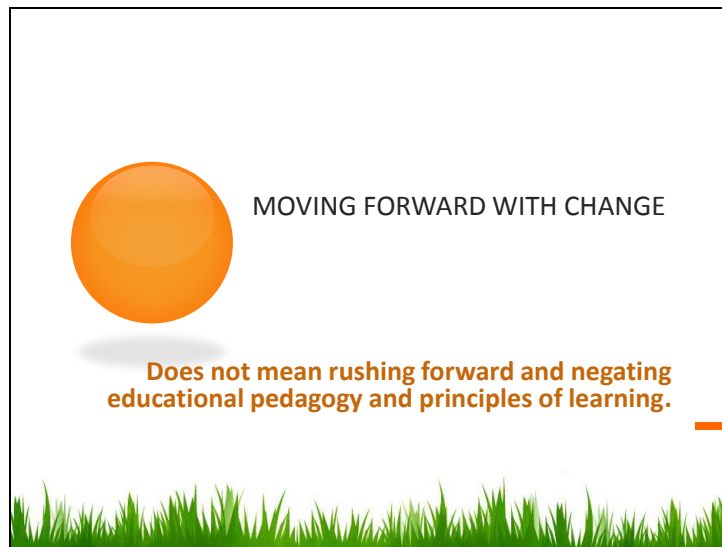 MOVING FORWARD WITH CHANGE
Does not mean rushing forward and negating
educational pedagogy and principles of learning.